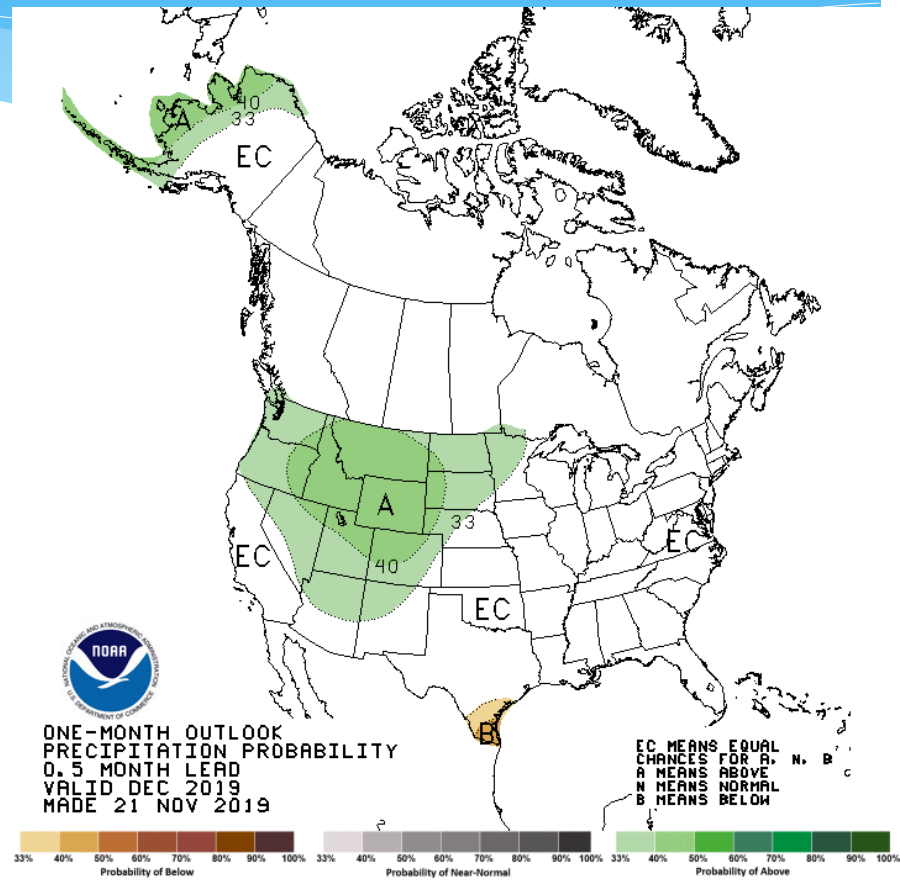 40
A
33
EC
A
33
EC
EC
40
EC
B
NATIONAL OCEANIC AND ATMOSPHERIC ADMINISTRATION
NOAA
U.S. DEPARTMENT OF COMMERCE
ONE-MONTH OUTLOOK
PRECIPITATION PROBABILITY
0.5 MONTH LEAD
VALID DEC 2019
MADE 21 NOV 2019
EC MEANS EQUAL
CHANCES FOR A, N, B
A MEANS ABOVE
N MEANS NORMAL
B MEANS BELOW
33% 40% 50% 60% 70% 80% 90% 100%
Probability of Below
33% 40% 50% 60% 70% 80% 90% 100%
Probability of Near-Normal
33% 40% 50% 60% 70% 80% 90% 100%
Probability of Above